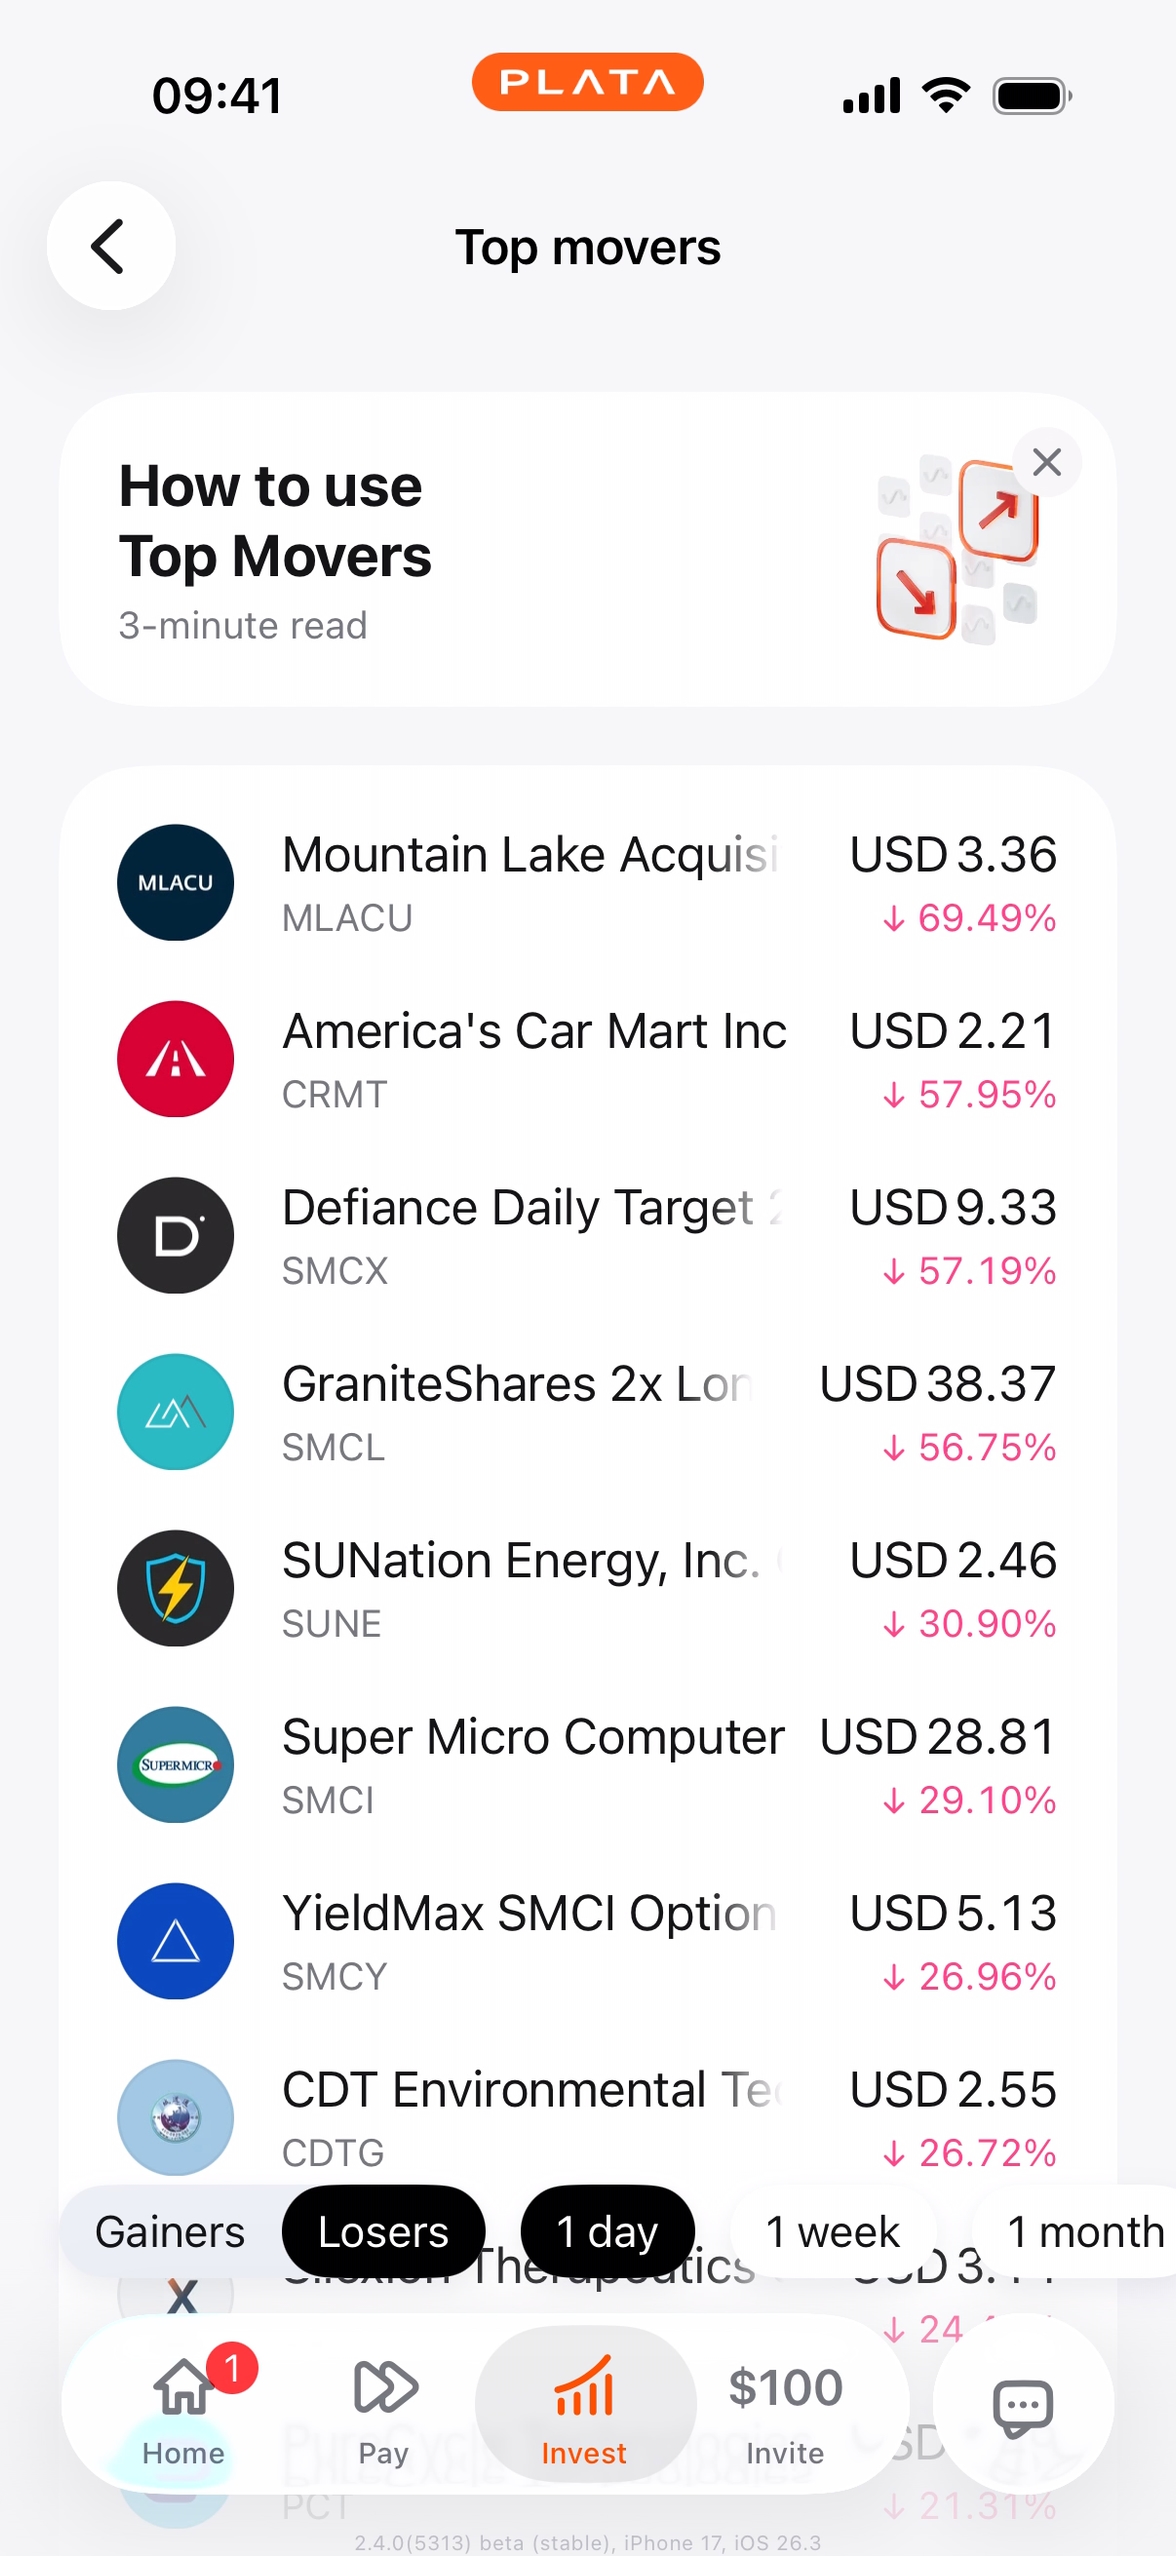 09:41
PLATA
Top movers
How to use
Top Movers
3-minute read
MLACU
Mountain Lake Acquisi
USD 3.36
MLACU
↓ 69.49%
America's Car Mart Inc
USD 2.21
CRMT
↓ 57.95%
D
Defiance Daily Target 2
USD 9.33
SMCX
↓ 57.19%
GraniteShares 2x Lon
USD 38.37
SMCL
↓ 56.75%
SUNation Energy, Inc. (
USD 2.46
SUNE
↓ 30.90%
SUPERMICR
Super Micro Computer
USD 28.81
SMCI
↓ 29.10%
YieldMax SMCI Option
USD 5.13
SMCY
↓ 26.96%
CDT Environmental Tec
USD 2.55
CDTG
↓ 26.72%
Gainers
Losers
1 day
1 week
1 month
Therapeutics
↓ 24
1
Home
Pay
Invest
$100
Invite
PCT
↓ 21.31%
2.4.0(5313) beta (stable), iPhone 17, iOS 26.3